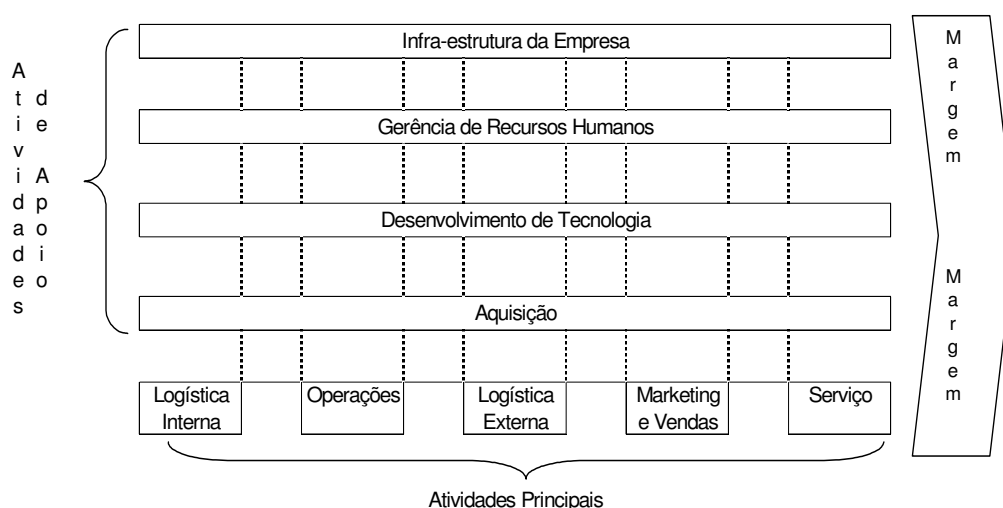 Infra-estrutura da Empresa
Gerência de Recursos Humanos
Desenvolvimento de Tecnologia
Aquisição
Atividades
de Apoio
Margem
Margem
Logística
Interna
Operações
Logística
Externa
Marketing
e Vendas
Serviço
Atividades Principais